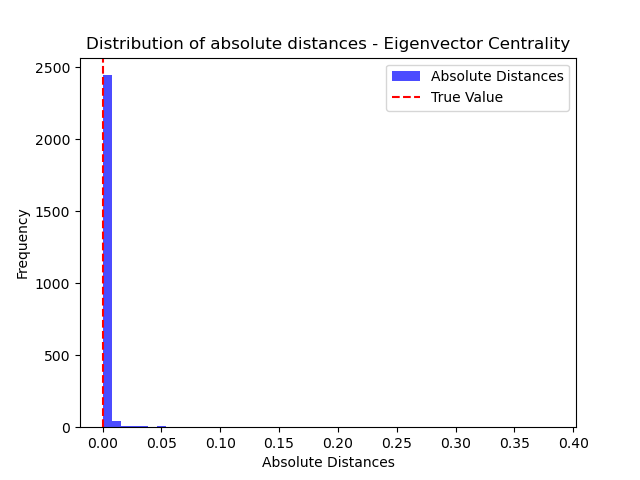 Distribution of absolute distances - Eigenvector Centrality
Absolute Distances
True Value
Frequency
2500
2000
1500
1000
500
0
0.00 0.05 0.10 0.15 0.20 0.25 0.30 0.35 0.40
Absolute Distances